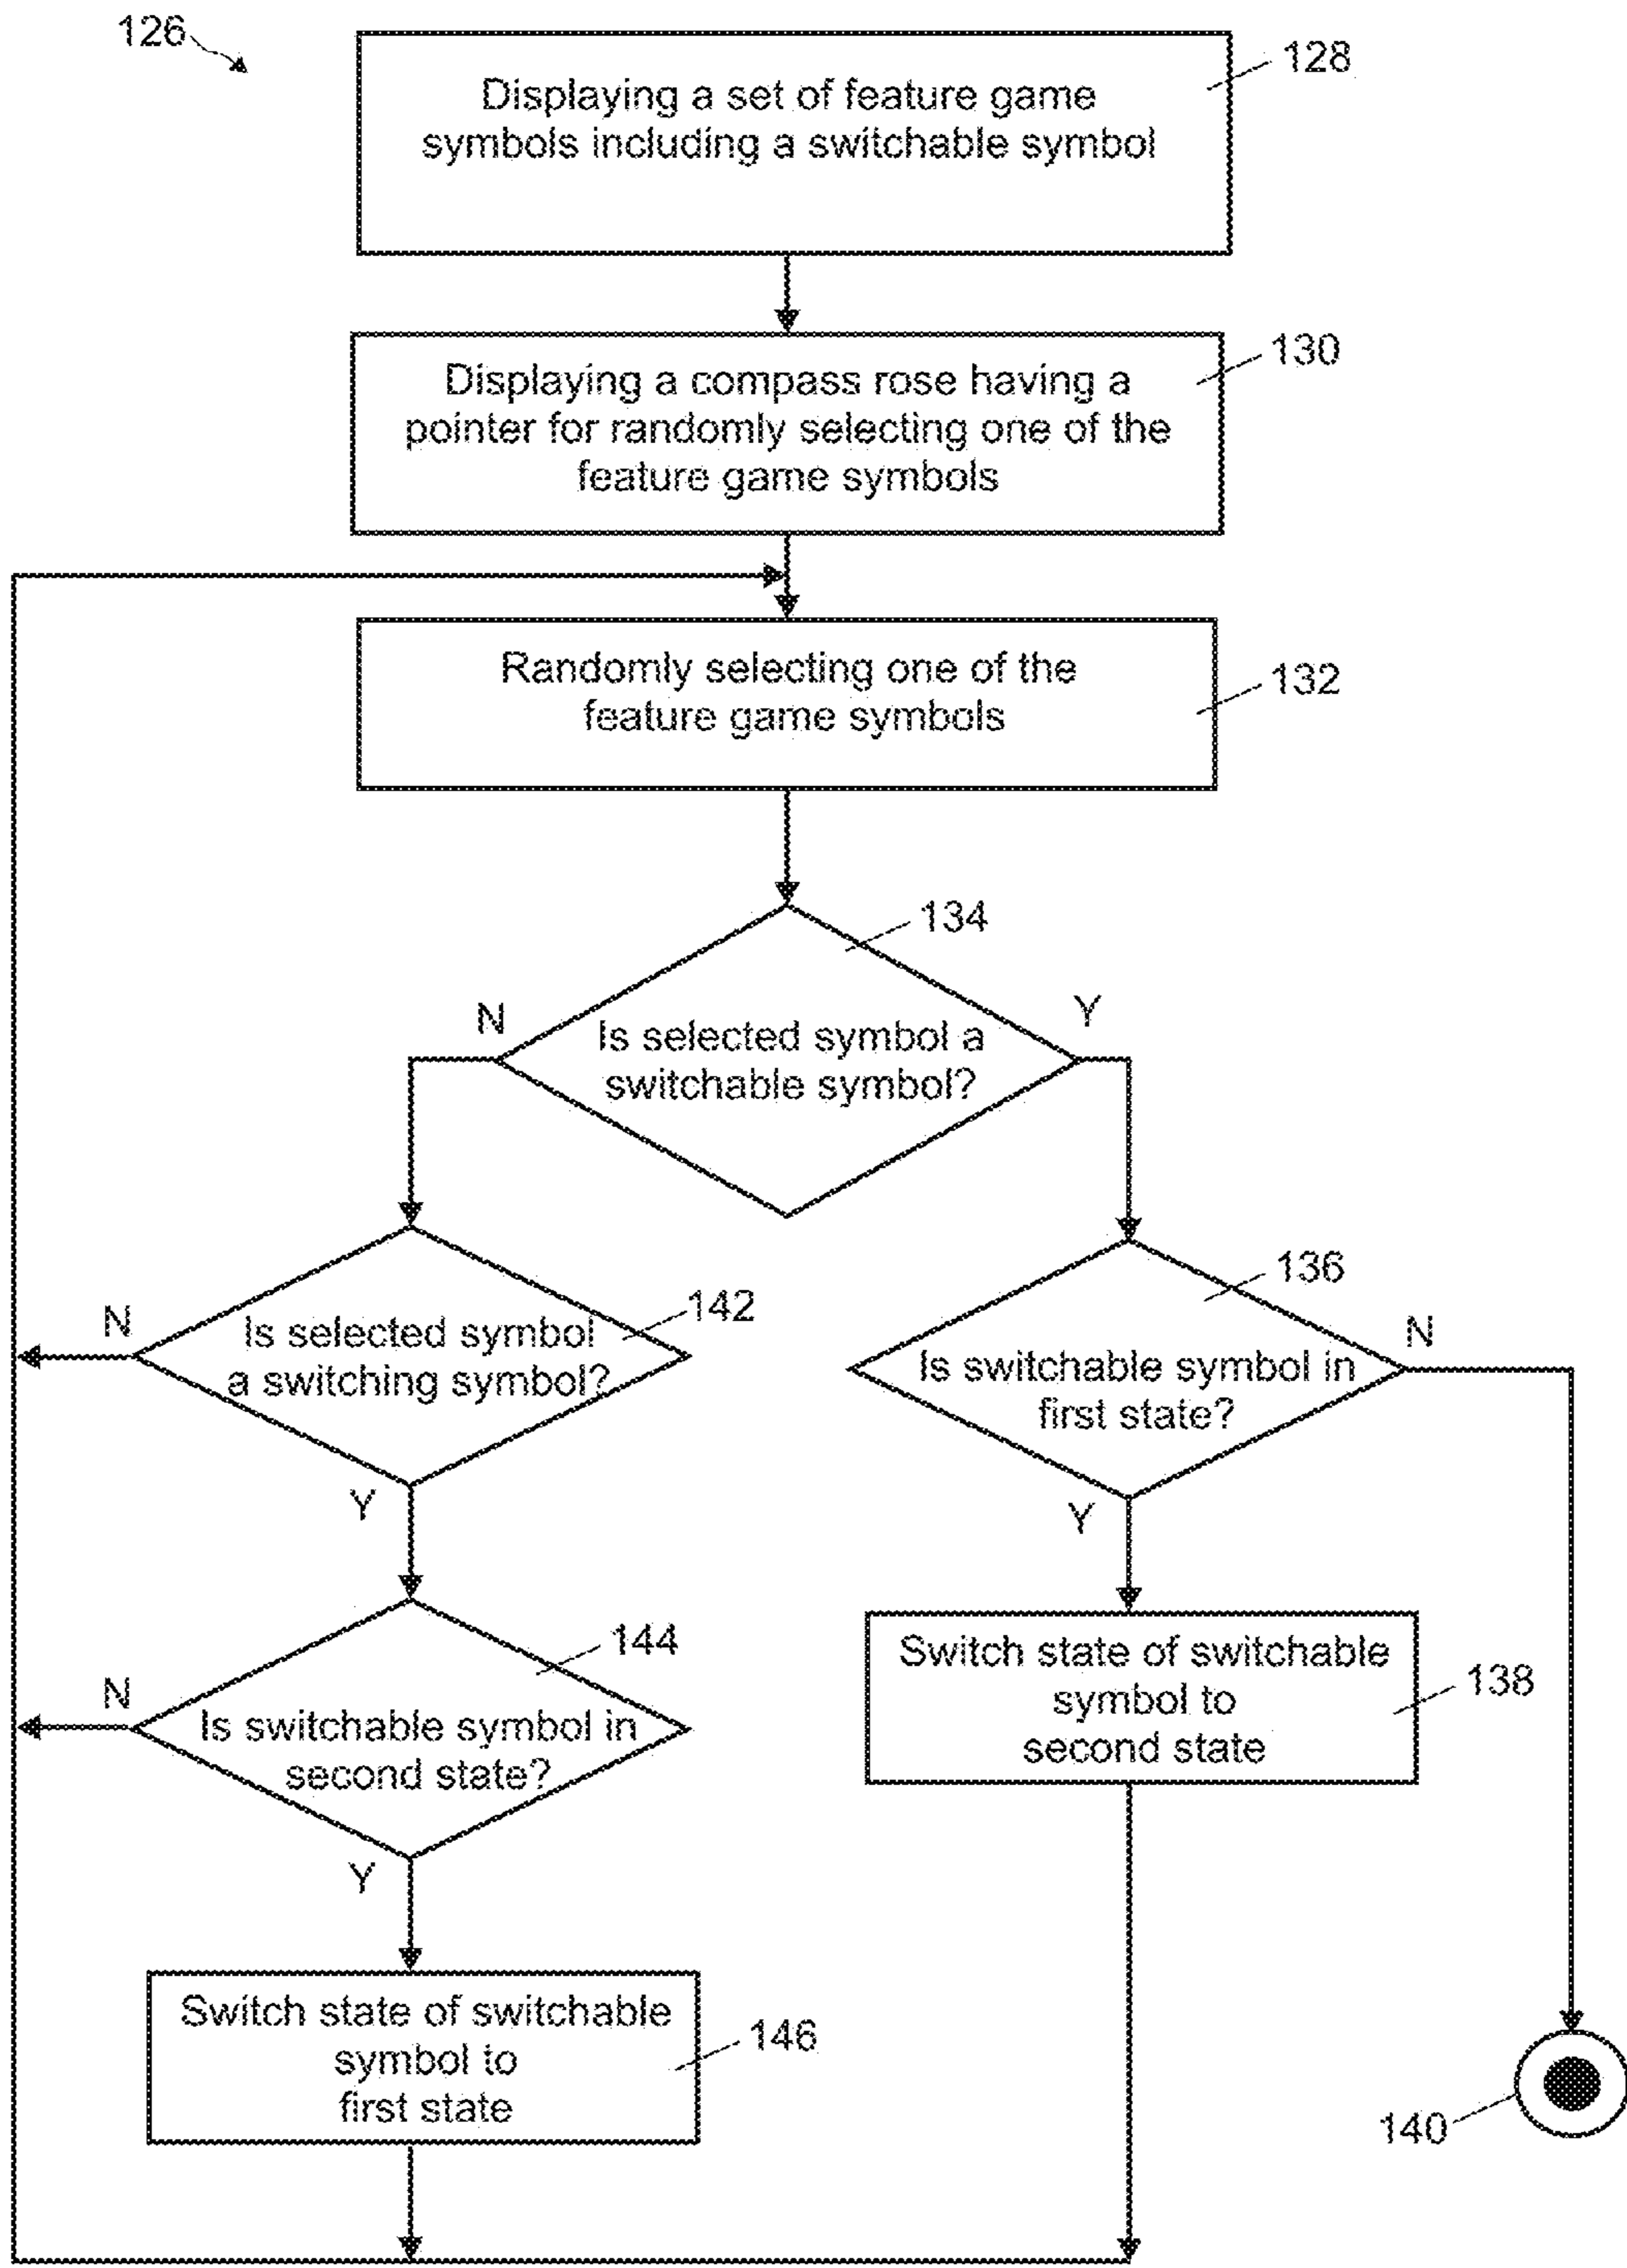 126
Displaying a set of feature game
symbols including a switchable symbol
128
Displaying a compass rose having a
pointer for randomly selecting one of the
feature game symbols
130
Randomly selecting one of the
feature game symbols
132
134
N
Y
Is selected symbol a
switchable symbol?
136
142
N
Is selected symbol
a switching symbol?
N
Is switchable symbol in
first state?
Y
Y
144
N
Is switchable symbol in
second state?
Switch state of switchable
symbol to
second state
138
Y
Switch state of switchable
symbol to
first state
146
140